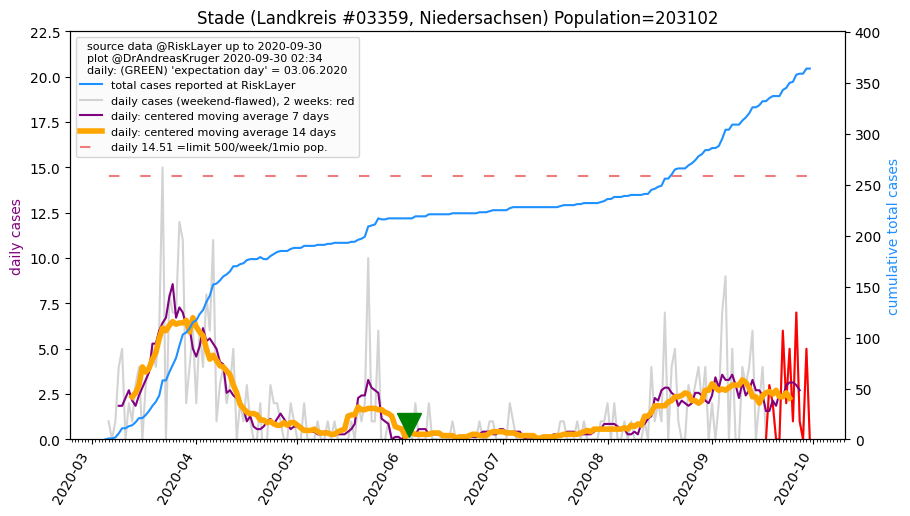 Stade (Landkreis #03359, Niedersachsen) Population=203102
source data @RiskLayer up to 2020-09-30
plot @DrAndreasKruger 2020-09-30 02:34
daily: (GREEN) 'expectation day' = 03.06.2020
total cases reported at RiskLayer
daily cases (weekend-flawed), 2 weeks: red
daily: centered moving average 7 days
daily: centered moving average 14 days
daily 14.51 =limit 500/week/1mio pop.
daily cases
22.5
20.0
17.5
15.0
12.5
10.0
7.5
5.0
2.5
0.0
400
350
300
250
200
150
100
50
0
cumulative total cases
2020-03
2020-04
2020-05
2020-06
2020-07
2020-08
2020-09
2020-10